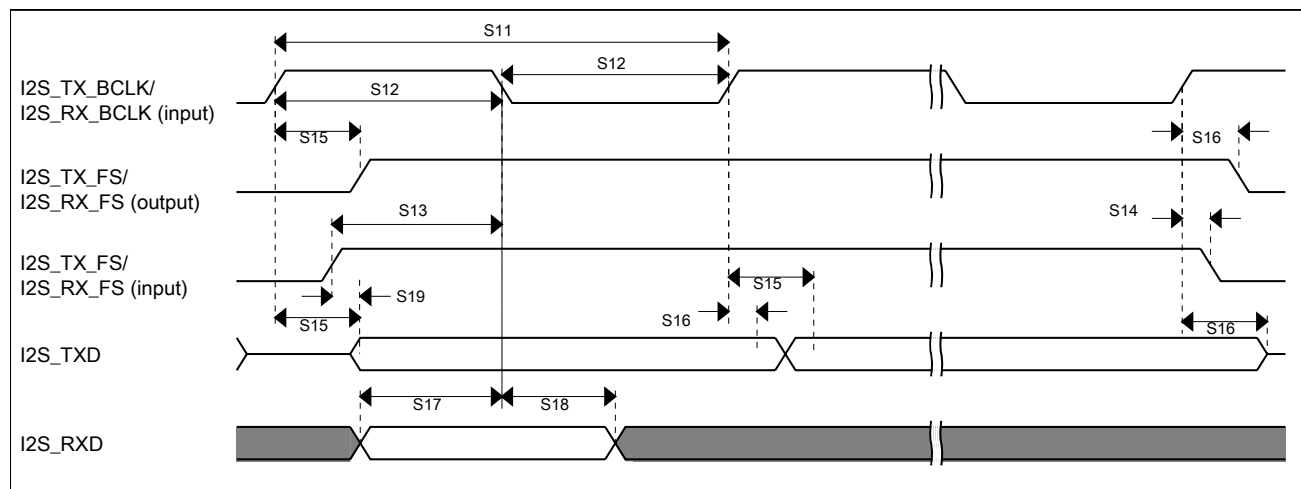 S11
S12
I2S_TX_BCLK/
I2S_RX_BCLK (input)
S12
S15
S16
I2S_TX_FS/
I2S_RX_FS (output)
S13
S14
I2S_TX_FS/
I2S_RX_FS (input)
S15
S19
S16
S15
S16
I2S_TXD
S17
S18
I2S_RXD